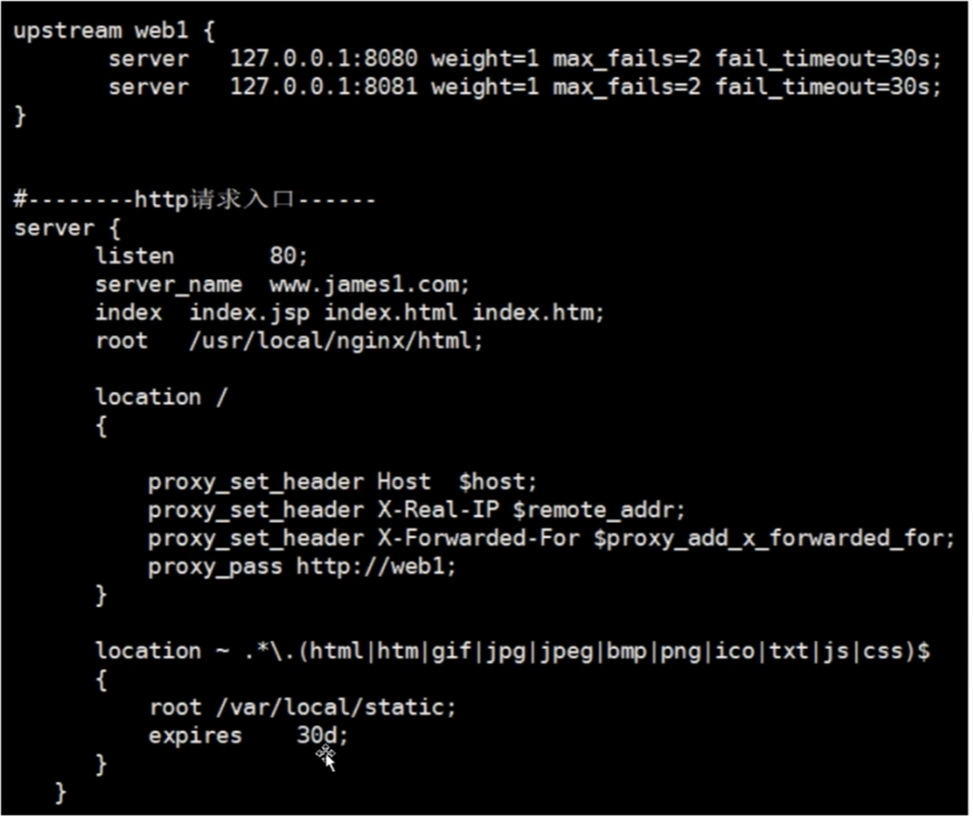 upstream web1 {
server 127.0.0.1:8080 weight=1 max_fails=2 fail_timeout=30s;
server 127.0.0.1:8081 weight=1 max_fails=2 fail_timeout=30s;
}
#--------http请求入口------
server {
listen 80;
server_name www.james1.com;
index index.jsp index.html index.htm;
root /usr/local/nginx/html;
location /
{
proxy_set_header Host $host;
proxy_set_header X-Real-IP $remote_addr;
proxy_set_header X-Forwarded-For $proxy_add_x_forwarded_for;
proxy_pass http://web1;
}
location ~ .*\.(html|htm|gif|jpg|jpeg|bmp|png|ico|txt|js|css)$
{
root /var/local/static;
expires 30d;
}
}